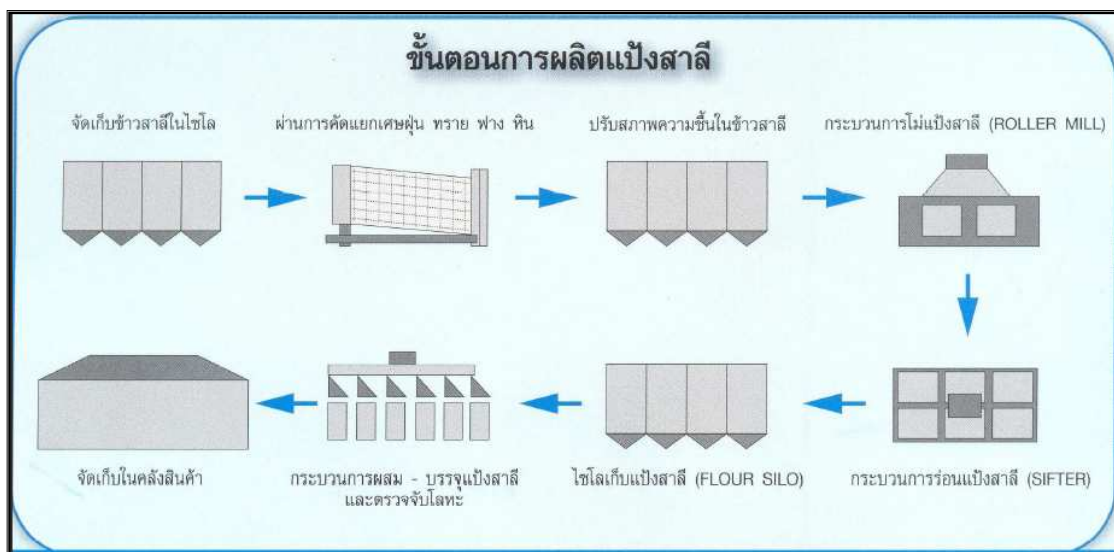 ขั้นตอนการผลิตแป้งสาลี
จัดเก็บข้าวสาลีในไซโล
ผ่านการคัดแยกเศษฝุ่น ทราย ฟาง หิน
ปรับสภาพความชื้นในข้าวสาลี
กระบวนการโม่แป้งสาลี (ROLLER MILL)
จัดเก็บในคลังสินค้า
กระบวนการผสม - บรรจุแป้งสาลี
และตรวจจับโลหะ
ไซโลเก็บแป้งสาลี (FLOUR SILO)
กระบวนการร่อนแป้งสาลี (SIFTER)